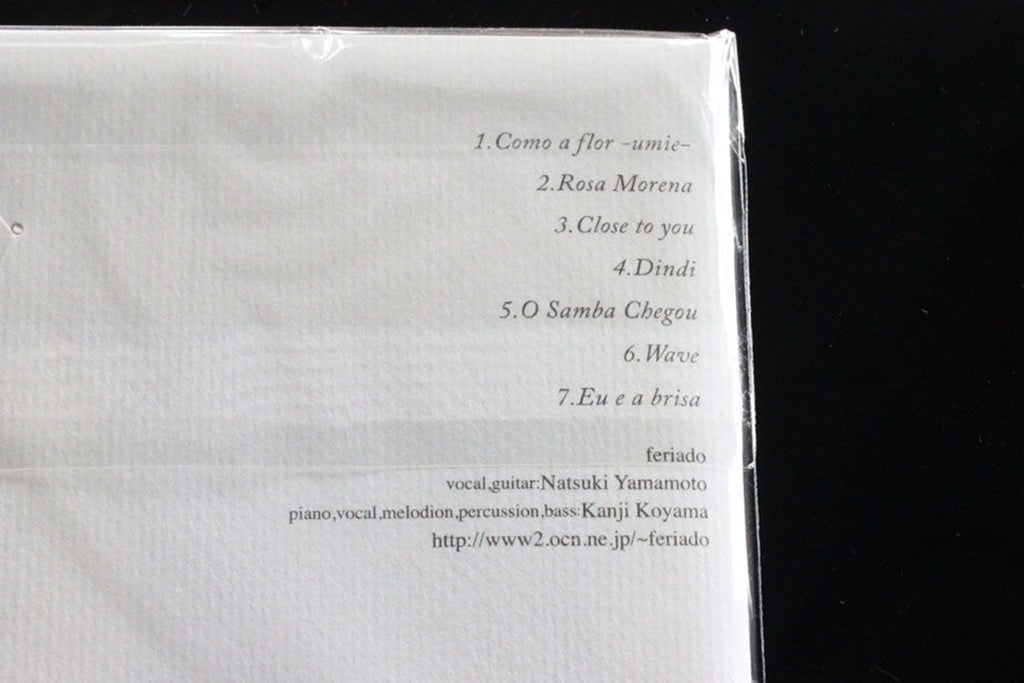 1.Como a flor -umie-
2.Rosa Morena
3.Close to you
4.Dindi
5.O Samba Chegou
6.Wave
7.Eu e a brisa
feriado
vocal,guitar:Natsuki Yamamoto
piano,vocal,melodion,percussion,bass:Kanji Koyama
http://www2.ocn.ne.jp/~feriado